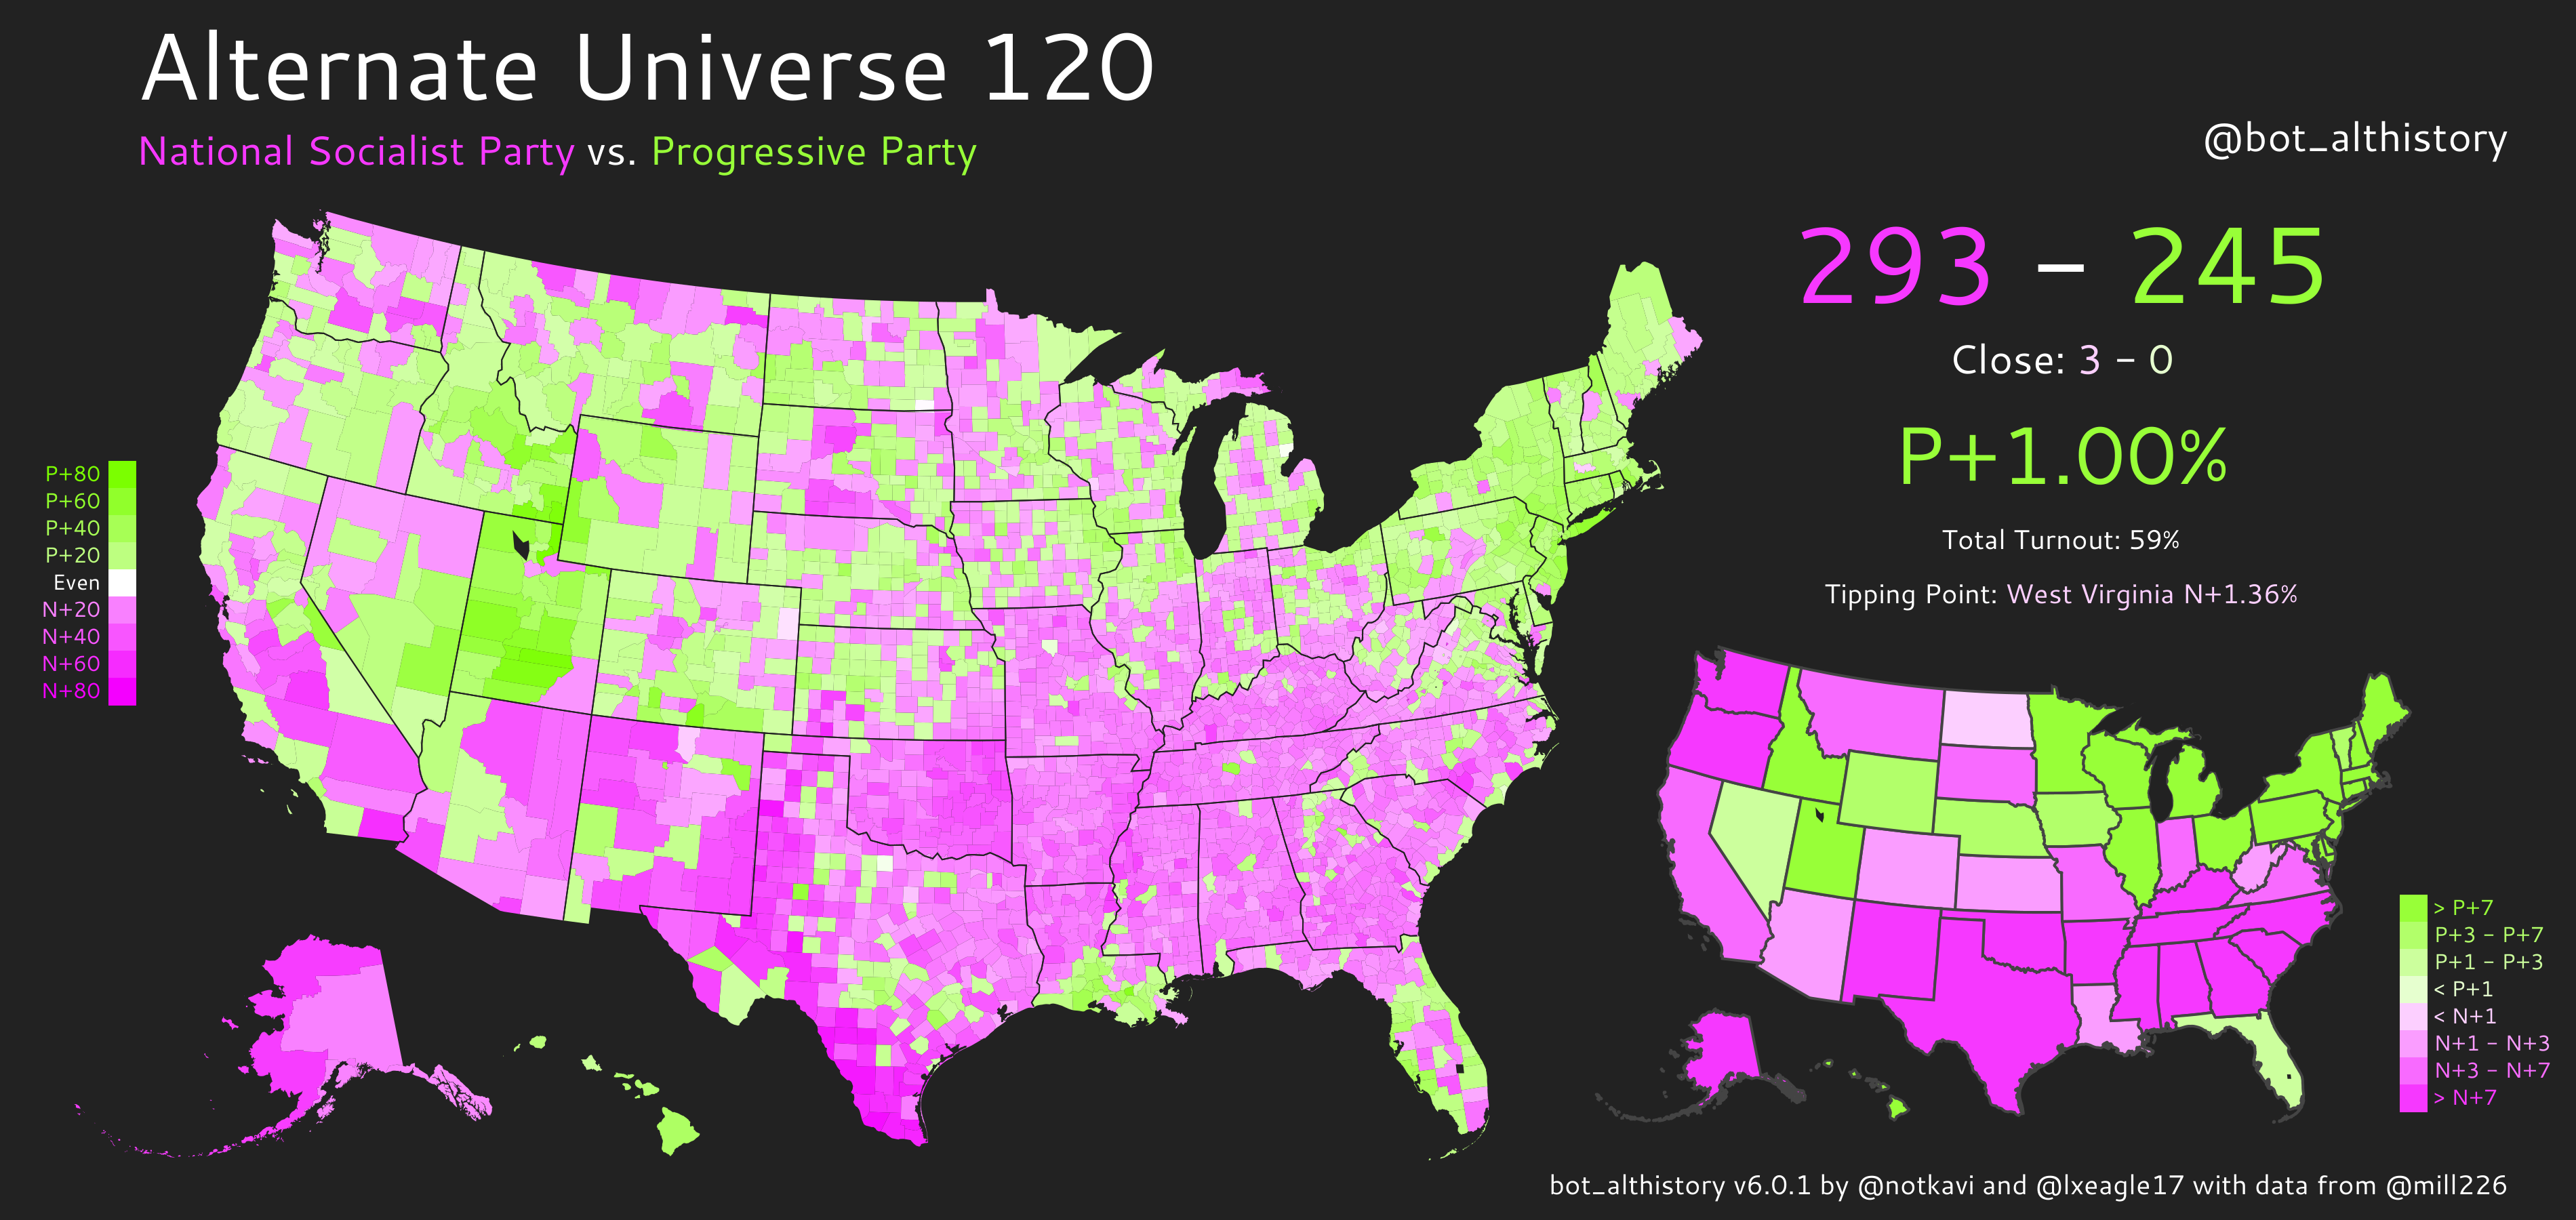 Alternate Universe 120
National Socialist Party vs. Progressive Party
@bot_althistory
293 – 245
Close: 3 – 0
P+1.00%
Total Turnout: 59%
Tipping Point: West Virginia N+1.36%
P+80
P+60
P+40
P+20
Even
N+20
N+40
N+60
N+80
> P+7
P+3 – P+7
P+1 – P+3
< P+1
< N+1
N+1 – N+3
N+3 – N+7
> N+7
bot_althistory v6.0.1 by @notkavi and @lxeagle17 with data from @mill226